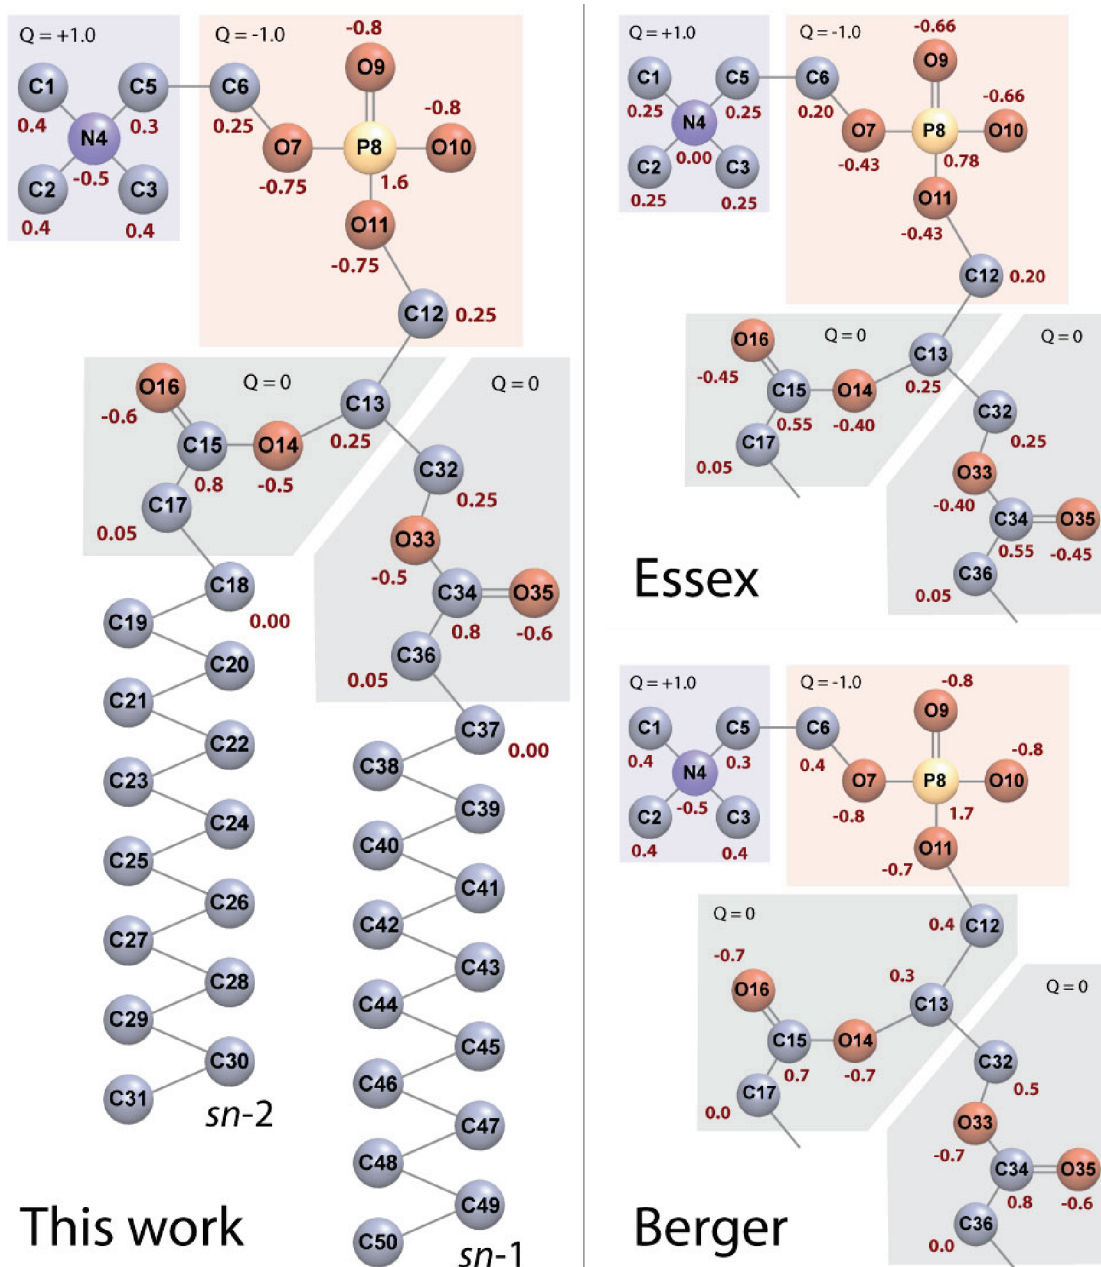 Q = +1.0
Q = -1.0
-0.8
O9
C1
C5
C6
0.4
N4
0.3
0.25
-0.8
O7
P8
O10
C2
-0.5
C3
-0.75
1.6
0.4
0.4
O11
-0.75
C12
0.25
O16
Q = 0
Q = 0
-0.6
C13
C15
O14
0.25
C32
0.8
-0.5
0.25
C17
0.05
O33
-0.5
C34
O35
C18
0.8
-0.6
0.00
C19
C36
0.05
C20
C21
C37
0.00
C22
C38
C23
C39
C24
C40
C25
C41
C26
C42
C27
C43
C28
C44
C29
C45
C30
C46
C31
sn-2
C47
C48
C49
C50
sn-1
This work
Q = +1.0
Q = -1.0
-0.66
O9
C1
C5
C6
0.25
0.25
0.20
-0.66
N4
O7
P8
O10
0.00
-0.43
0.78
C2
C3
0.25
0.25
O11
-0.43
C12
0.20
O16
Q = 0
Q = 0
-0.45
C13
C15
O14
0.25
C32
C17
0.55
-0.40
0.25
0.05
O33
-0.40
C34
O35
0.55
-0.45
C36
0.05
Essex
Q = +1.0
Q = -1.0
-0.8
O9
C1
C5
C6
0.4
0.3
0.4
-0.8
N4
O7
P8
O10
-0.5
-0.8
1.7
C2
C3
0.4
0.4
O11
-0.7
Q = 0
0.4
C12
-0.7
0.3
O16
C13
Q = 0
C15
O14
0.7
-0.7
C32
0.5
C17
0.0
O33
-0.7
C34
O35
0.8
-0.6
C36
0.0
Berger